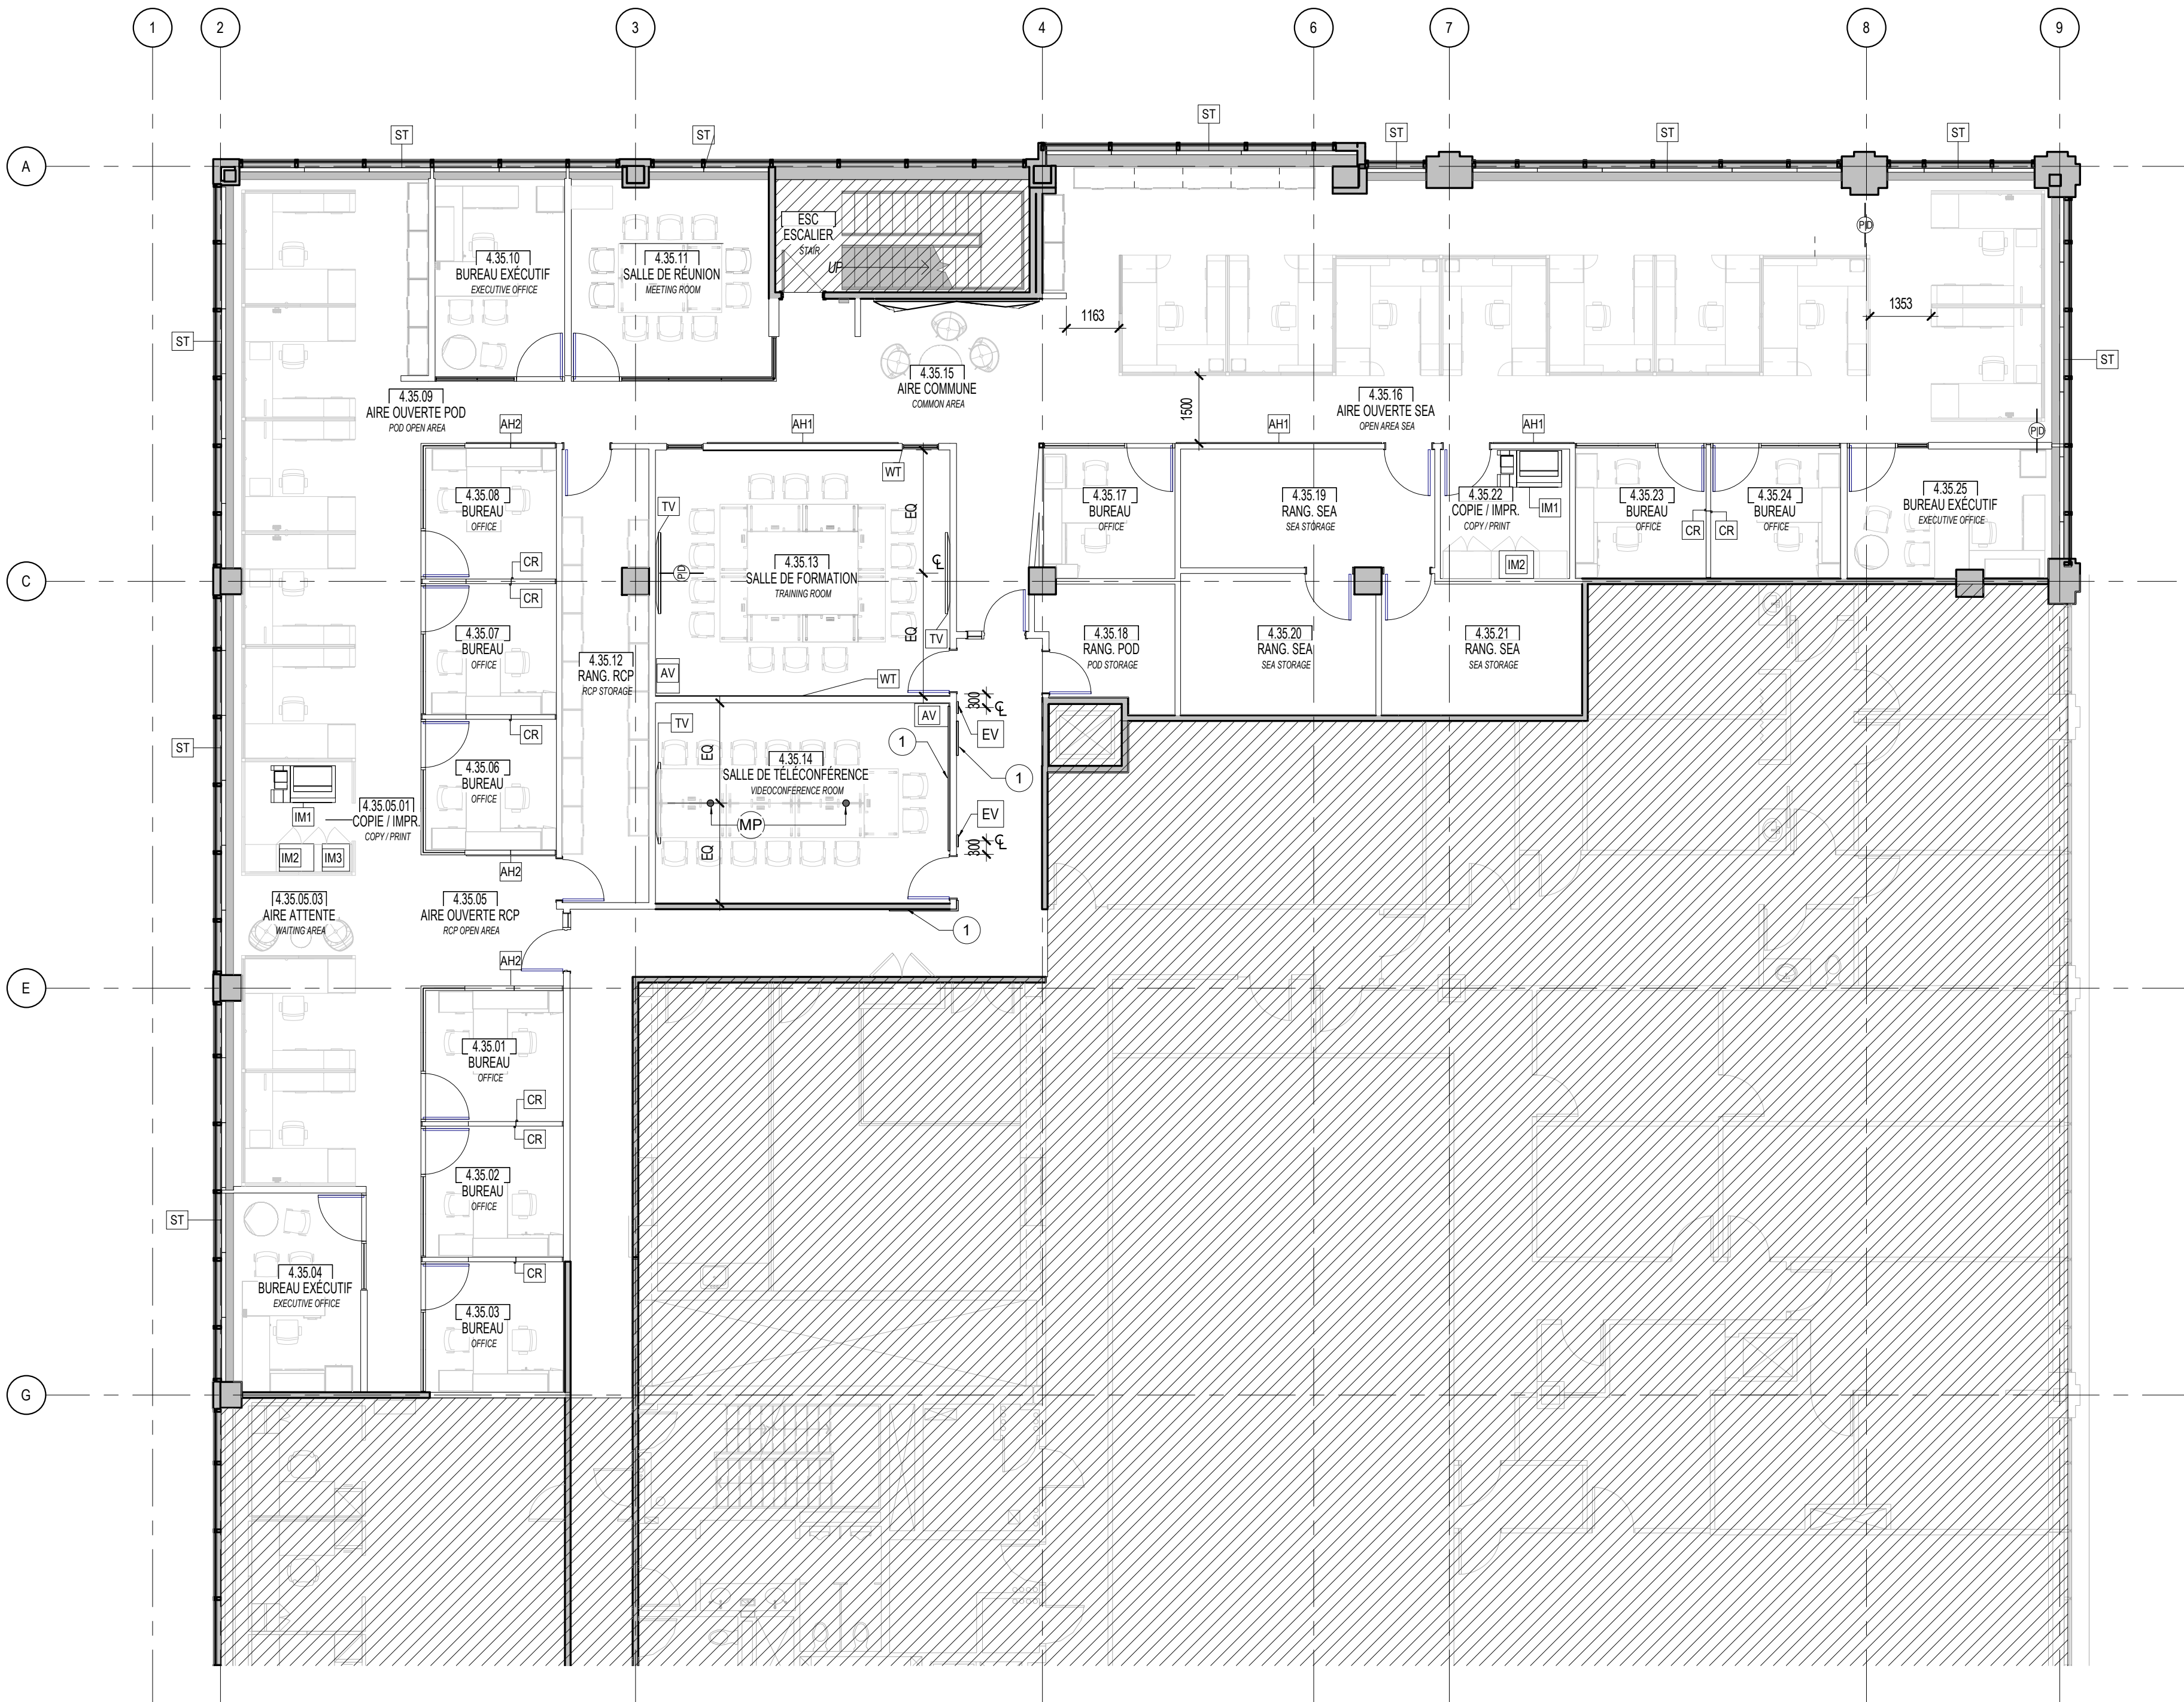 1
2
3
4
6
7
8
9
A
ST
ST
ST
ST
ST
ST
ESC
ESCALIER
STAIR
UP
PD
4.35.10
BUREAU EXÉCUTIF
EXECUTIVE OFFICE
4.35.11
SALLE DE RÉUNION
MEETING ROOM
1163
1353
ST
ST
4.35.15
AIRE COMMUNE
COMMON AREA
4.35.09
AIRE OUVERTE POD
POD OPEN AREA
4.35.16
AIRE OUVERTE SEA
OPEN AREA SEA
1500
AH2
AH1
AH1
AH1
PD
WT
4.35.08
BUREAU
OFFICE
TV
EQ
4.35.17
BUREAU
OFFICE
4.35.19
RANG. SEA
SEA STORAGE
4.35.22
COPIE / IMPR.
COPY / PRINT
IM1
4.35.23
BUREAU
OFFICE
4.35.24
BUREAU
OFFICE
4.35.25
BUREAU EXÉCUTIF
EXECUTIVE OFFICE
CR
CR
C
CR
CR
PD
4.35.13
SALLE DE FORMATION
TRAINING ROOM
CL
IM2
4.35.07
BUREAU
OFFICE
4.35.12
RANG. RCP
RCP STORAGE
EQ
TV
4.35.18
RANG. POD
POD STORAGE
4.35.20
RANG. SEA
SEA STORAGE
4.35.21
RANG. SEA
SEA STORAGE
AV
WT
CR
TV
AV
300
CL
EV
ST
4.35.06
BUREAU
OFFICE
EQ
4.35.14
SALLE DE TÉLÉCONFÉRENCE
VIDEOCONFERENCE ROOM
1
1
IM1
4.35.05.01
COPIE / IMPR.
COPY / PRINT
MP
EV
IM2
IM3
AH2
EQ
300
CL
4.35.05.03
AIRE ATTENTE
WAITING AREA
4.35.05
AIRE OUVERTE RCP
RCP OPEN AREA
1
AH2
E
4.35.01
BUREAU
OFFICE
CR
CR
4.35.02
BUREAU
OFFICE
ST
4.35.04
BUREAU EXÉCUTIF
EXECUTIVE OFFICE
CR
4.35.03
BUREAU
OFFICE
G